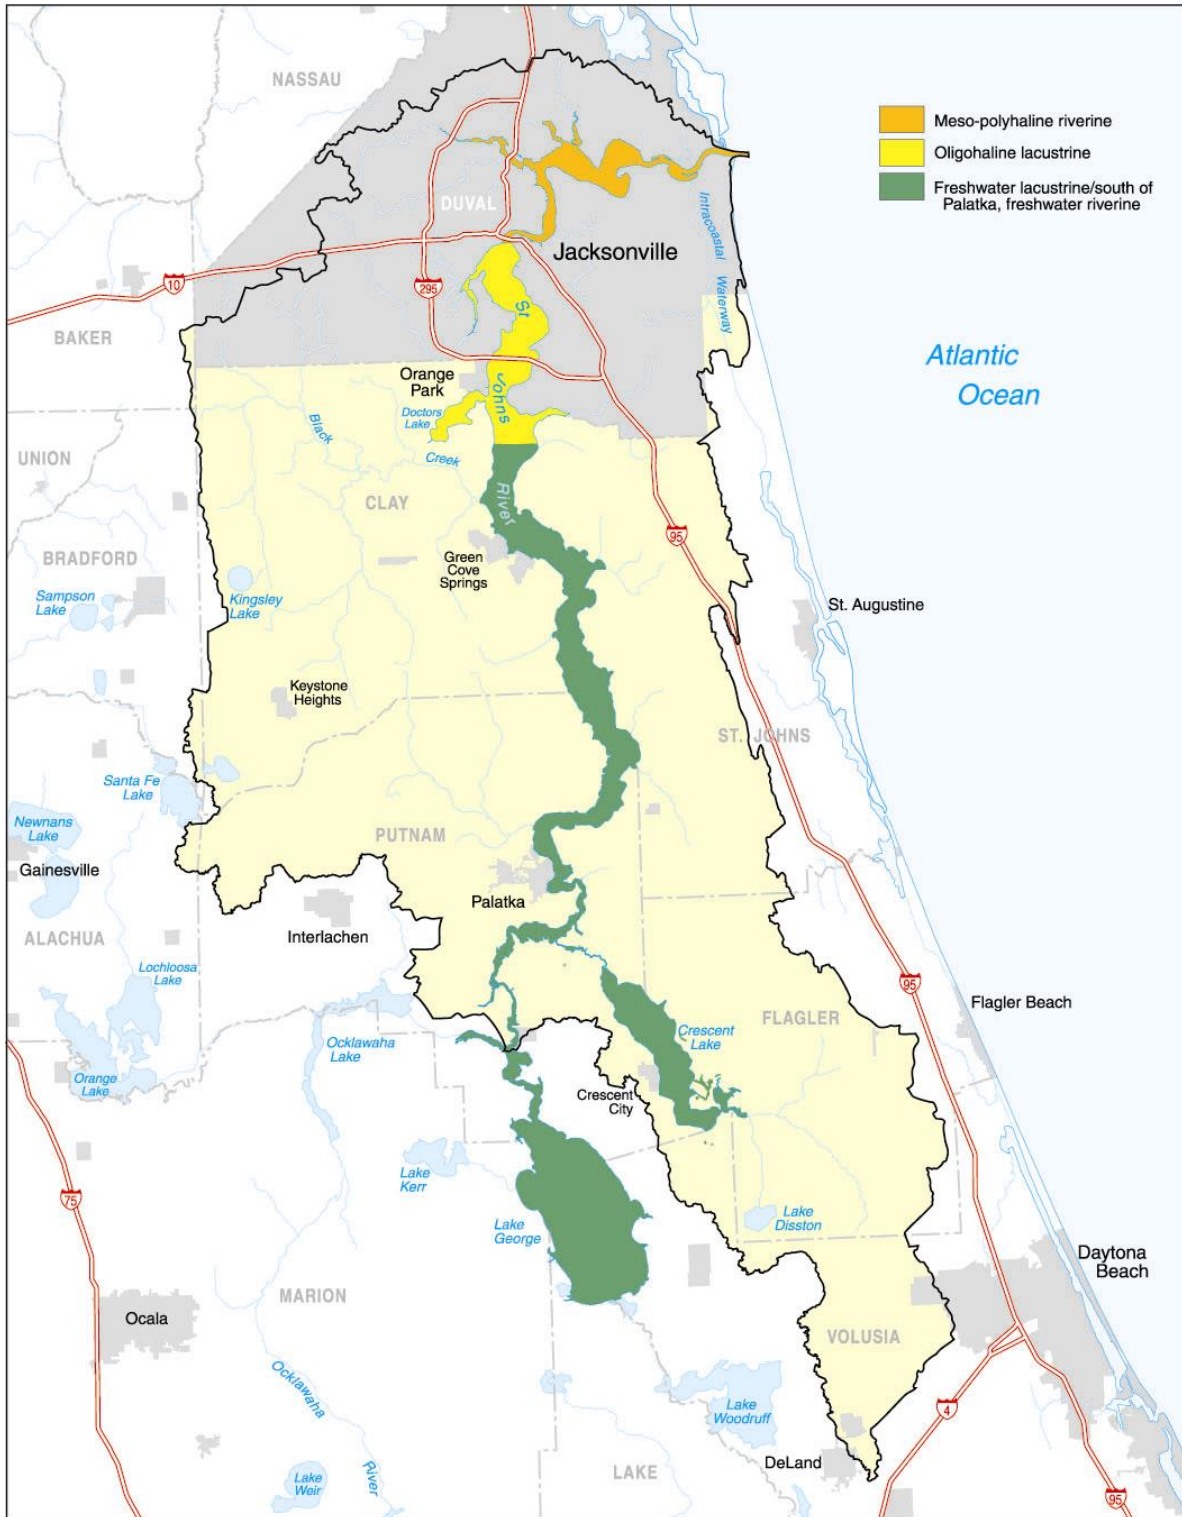 NASSAU
Meso-polyhaline riverine
Oligohaline lacustrine
Freshwater lacustrine/south of
Palatka, freshwater riverine
DUVAL
Intracoastal
Waterway
Jacksonville
10
295
St
Johns
River
BAKER
Atlantic
Ocean
Orange
Park
Doctors
Lake
Black
Creek
UNION
CLAY
95
BRADFORD
Green
Cove
Springs
Sampson
Lake
Kingsley
Lake
St. Augustine
Keystone
Heights
ST. JOHNS
Santa Fe
Lake
Newnans
Lake
PUTNAM
Gainesville
Palatka
Interlachen
ALACHUA
Lochloosa
Lake
95
Flagler Beach
FLAGLER
Ocklawaha
Lake
Crescent
Lake
Orange
Lake
Crescent
City
Lake
Kerr
75
Lake
George
Lake
Disston
Daytona
Beach
MARION
Ocala
VOLUSIA
Ocklawaha
River
Lake
Woodruff
4
DeLand
LAKE
Lake
Weir
95